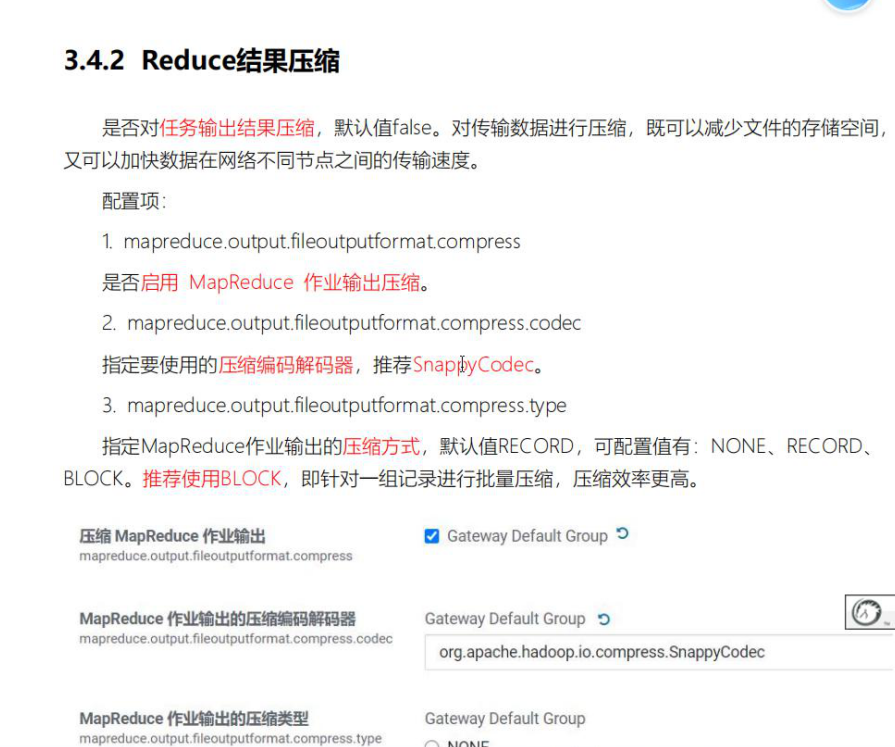 3.4.2 Reduce结果压缩
是否对任务输出结果压缩，默认值false。对传输数据进行压缩，既可以减少文件的存储空间，
又可以加快数据在网络不同节点之间的传输速度。
配置项：
1. mapreduce.output.fileoutputformat.compress
是否启用 MapReduce 作业输出压缩。
2. mapreduce.output.fileoutputformat.compress.codec
指定要使用的压缩编码解码器，推荐SnappyCodec。
3. mapreduce.output.fileoutputformat.compress.type
指定MapReduce作业输出的压缩方式，默认值RECORD，可配置值有：NONE、RECORD、
BLOCK。推荐使用BLOCK，即针对一组记录进行批量压缩，压缩效率更高。
压缩 MapReduce 作业输出 Gateway Default Group
mapreduce.output.fileoutputformat.compress
MapReduce 作业输出的压缩编码解码器 Gateway Default Group
mapreduce.output.fileoutputformat.compress.codec
org.apache.hadoop.io.compress.SnappyCodec
MapReduce 作业输出的压缩类型 Gateway Default Group
mapreduce.output.fileoutputformat.compress.type
NONE